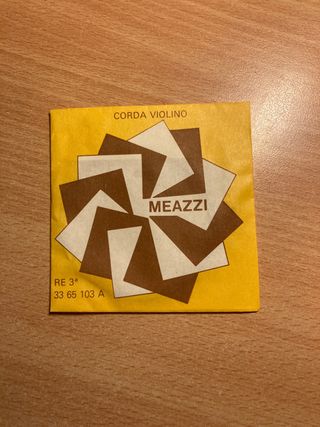 CORDA VIOLINO
MEAZZI
RE 3ª
33 65 103 A